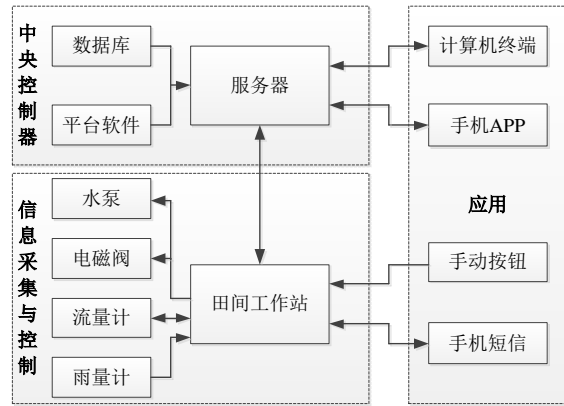 中央控制器
数据库
平台软件
服务器
计算机终端
手机APP
应用
信息采集与控制
水泵
电磁阀
流量计
雨量计
田间工作站
手动按钮
手机短信